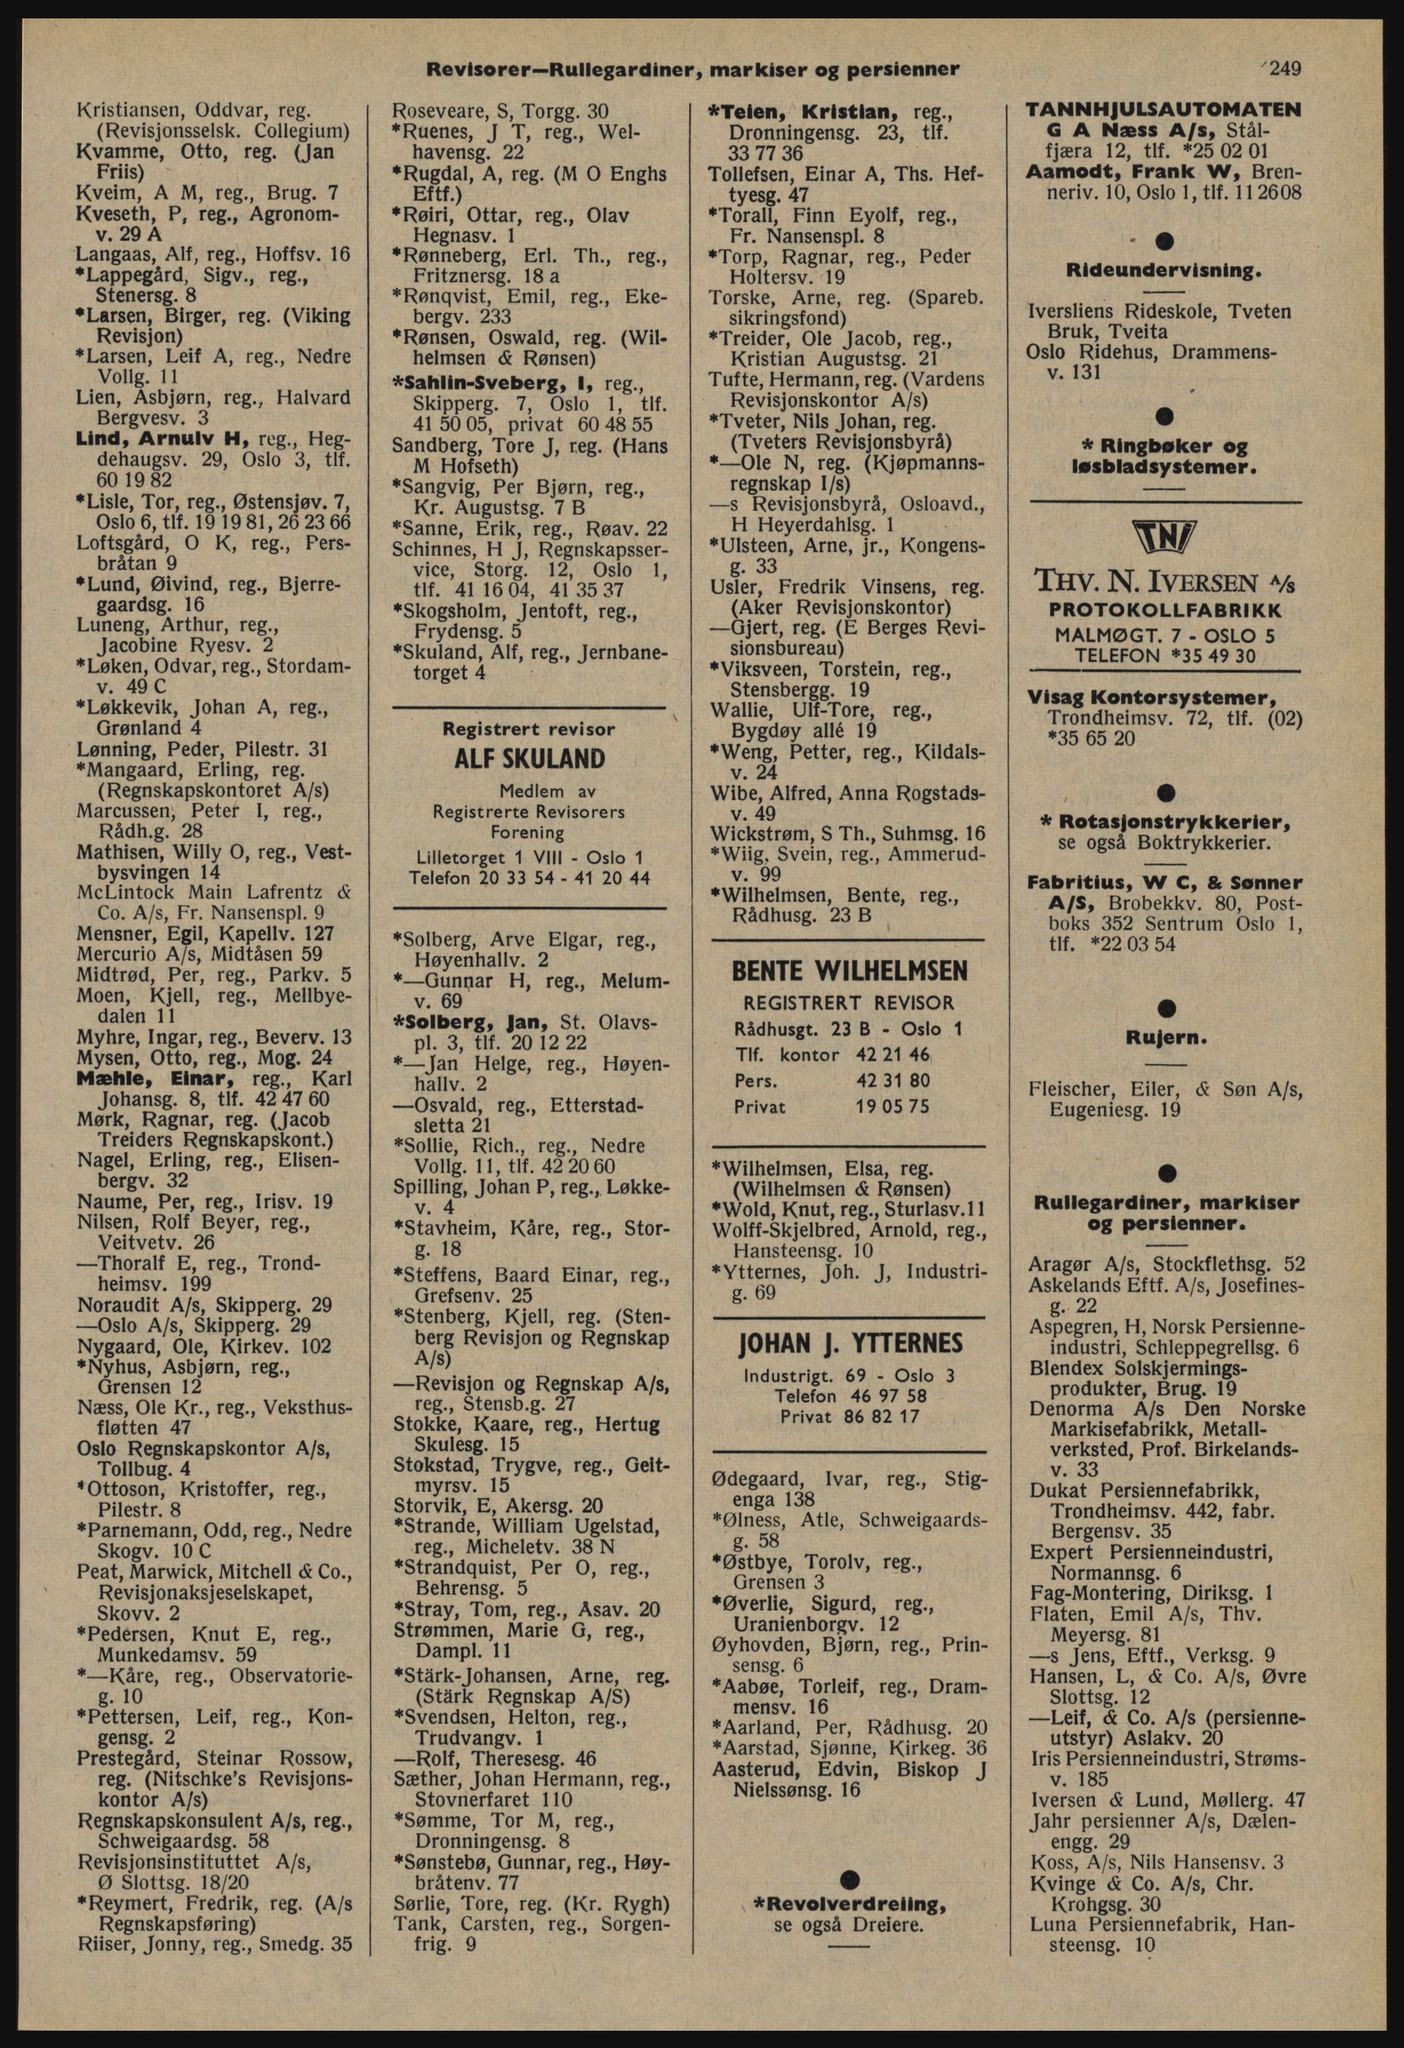 Revisorer—Rullegardiner, markiser og persienner
249
Kristiansen, Oddvar, reg.
(Revisjonsselsk. Collegium)
Kvamme, Otto, reg. (Jan
Friis)
Kveim, A M, reg., Brug. 7
Kveseth, P, reg., Agronom-
v. 29 A
Langaas, Alf, reg., Hoffsv. 16
*Lappegård, Sigv., reg.,
Stenersg. 8
*Larsen, Birger, reg. (Viking
Revisjon)
*Larsen, Leif A, reg., Nedre
Vollg. 11
Lien, Asbjørn, reg., Halvard
Bergvesv. 3
Lind, Arnulv H, reg., Heg-
dehaugsv. 29, Oslo 3, tlf.
60 19 82
*Lisle, Tor, reg., Østensjøv. 7,
Oslo 6, tlf. 19 19 81, 26 23 66
Loftsgård, O K, reg., Pers-
bråtan 9
*Lund, Øivind, reg., Bjerre-
gaardsg. 16
Luneng, Arthur, reg.,
Jacobine Ryesv. 2
*Løken, Odvar, reg., Stordam-
v. 49 C
*Løkkevik, Johan A, reg.,
Grønland 4
Lønning, Peder, Pilestr. 31
*Mangaard, Erling, reg.
(Regnskapskontoret A/s)
Marcussen, Peter I, reg.,
Rådh.g. 28
Mathisen, Willy O, reg., Vest-
bysvingen 14
McLintock Main Lafrentz &
Co. A/s, Fr. Nansenspl. 9
Mensner, Egil, Kapellv. 127
Mercurio A/s, Midtåsen 59
Midtrød, Per, reg., Parkv. 5
Moen, Kjell, reg., Mellbye-
dalen 11
Myhre, Ingar, reg., Beverv. 13
Mysen, Otto, reg., Mog. 24
Mæhle, Einar, reg., Karl
Johansg. 8, tlf. 42 47 60
Mørk, Ragnar, reg. (Jacob
Treiders Regnskapskont.)
Nagel, Erling, reg., Elisen-
bergv. 32
Naume, Per, reg., Irisv. 19
Nilsen, Rolf Beyer, reg.,
Veitvetv. 26
—Thoralf E, reg., Trond-
heimsv. 199
Noraudit A/s, Skipperg. 29
—Oslo A/s, Skipperg. 29
Nygaard, Ole, Kirkev. 102
*Nyhus, Asbjørn, reg.,
Grensen 12
Næss, Ole Kr., reg., Veksthus-
fløtten 47
Oslo Regnskapskontor A/s,
Tollbug. 4
*Ottoson, Kristoffer, reg.,
Pilestr. 8
*Parnemann, Odd, reg., Nedre
Skogv. 10 C
Peat, Marwick, Mitchell & Co.,
Revisjonaksjeselskapet,
Skovv. 2
*Pedersen, Knut E, reg.,
Munkedamsv. 59
*—Kåre, reg., Observatorie-
g. 10
*Pettersen, Leif, reg., Kon-
gensg. 2
Prestegård, Steinar Rossow,
reg. (Nitschke's Revisjons-
kontor A/s)
Regnskapskonsulent A/s, reg.,
Schweigaardsg. 58
Revisjonsinstituttet A/s,
Ø Slottsg. 18/20
*Reymert, Fredrik, reg. (A/s
Regnskapsføring)
Riiser, Jonny, reg., Smedg. 35
Roseveare, S, Torgg. 30
*Ruenes, J T, reg., Wel-
havensg. 22
*Rugdal, A, reg. (M O Enghs
Eftf.)
*Røiri, Ottar, reg., Olav
Hegnasv. 1
*Rønneberg, Erl. Th., reg.,
Fritznersg. 18 a
*Rønqvist, Emil, reg., Eke-
bergv. 233
*Rønsen, Oswald, reg. (Wil-
helmsen & Rønsen)
*Sahlin-Sveberg, I, reg.,
Skipperg. 7, Oslo 1, tlf.
41 50 05, privat 60 48 55
Sandberg, Tore J, reg. (Hans
M Hofseth)
*Sangvig, Per Bjørn, reg.,
Kr. Augustsg. 7 B
*Sanne, Erik, reg., Røav. 22
Schinnes, H J, Regnskapsser-
vice, Storg. 12, Oslo 1,
tlf. 41 16 04, 41 35 37
*Skogsholm, Jentoft, reg.,
Frydensg. 5
*Skuland, Alf, reg., Jernbane-
torget 4
Registrert revisor
ALF SKULAND
Medlem av
Registrerte Revisorers
Forening
Lilletorget 1 VIII - Oslo 1
Telefon 20 33 54 - 41 20 44
*Solberg, Arve Elgar, reg.,
Høyenhallv. 2
*—Gunnar H, reg., Melum-
v. 69
*Solberg, Jan, St. Olavs-
pl. 3, tlf. 20 12 22
*—Jan Helge, reg., Høyen-
hallv. 2
—Osvald, reg., Etterstad-
sletta 21
*Sollie, Rich., reg., Nedre
Vollg. 11, tlf. 42 20 60
Spilling, Johan P, reg., Løkke-
v. 4
*Stavheim, Kåre, reg., Stor-
g. 18
*Steffens, Baard Einar, reg.,
Grefsenv. 25
*Stenberg, Kjell, reg. (Sten-
berg Revisjon og Regnskap
A/s)
—Revisjon og Regnskap A/s,
reg., Stensb.g. 27
Stokke, Kaare, reg., Hertug
Skulesg. 15
Stokstad, Trygve, reg., Geit-
myrsv. 15
Storvik, E, Akersg. 20
*Strande, William Ugelstad,
reg., Micheletv. 38 N
*Strandquist, Per O, reg.,
Behrensg. 5
*Stray, Tom, reg., Åsav. 20
Strømmen, Marie G, reg.,
Dampl. 11
*Stärk-Johansen, Arne, reg.
(Stärk Regnskap A/S)
*Svendsen, Helton, reg.,
Trudvangv. 1
—Rolf, Theresesg. 46
Sæther, Johan Hermann, reg.,
Stovnerfaret 110
*Sømme, Tor M, reg.,
Dronningensg. 8
*Sønstebø, Gunnar, reg., Høy-
bråtenv. 77
Sørlie, Tore, reg. (Kr. Rygh)
Tank, Carsten, reg., Sorgen-
frig. 9
*Teien, Kristian, reg.,
Dronningensg. 23, tlf.
33 77 36
Tollefsen, Einar A, Ths. Hef-
tyesg. 47
*Torall, Finn Eyolf, reg.,
Fr. Nansenspl. 8
*Torp, Ragnar, reg., Peder
Holtersv. 19
Torske, Arne, reg. (Spareb.
sikringsfond)
*Treider, Ole Jacob, reg.,
Kristian Augustsg. 21
Tufte, Hermann, reg. (Vardens
Revisjonskontor A/s)
*Tveter, Nils Johan, reg.
(Tveters Revisjonsbyrå)
*—Ole N, reg. (Kjøpmanns-
regnskap I/s)
—s Revisjonsbyrå, Osloavd.,
H Heyerdahlsg. 1
*Ulsteen, Arne, jr., Kongens-
g. 33
Usler, Fredrik Vinsens, reg.
(Aker Revisjonskontor)
—Gjert, reg. (E Berges Revi-
sionsbureau)
*Viksveen, Torstein, reg.,
Stensbergg. 19
Wallie, Ulf-Tore, reg.,
Bygdøy allé 19
*Weng, Petter, reg., Kildals-
v. 24
Wibe, Alfred, Anna Rogstads-
v. 49
Wickstrøm, S Th., Suhmsg. 16
*Wiig, Svein, reg., Ammerud-
v. 99
*Wilhelmsen, Bente, reg.,
Rådhusg. 23 B
BENTE WILHELMSEN
REGISTRERT REVISOR
Rådhusgt. 23 B - Oslo 1
Tlf. kontor 42 21 46
Pers. 42 31 80
Privat 19 05 75
*Wilhelmsen, Elsa, reg.
(Wilhelmsen & Rønsen)
*Wold, Knut, reg., Sturlasv.11
Wolff-Skjelbred, Arnold, reg.,
Hansteensg. 10
*Ytternes, Joh. J, Industri-
g. 69
JOHAN J. YTTERNES
Industrigt. 69 - Oslo 3
Telefon 46 97 58
Privat 86 82 17
Ødegaard, Ivar, reg., Stig-
enga 138
*Ølness, Atle, Schweigaards-
g. 58
*Østbye, Torolv, reg.,
Grensen 3
*Øverlie, Sigurd, reg.,
Uranienborgv. 12
Øyhovden, Bjørn, reg., Prin-
sensg. 6
*Aabøe, Torleif, reg., Dram-
mensv. 16
*Aarland, Per, Rådhusg. 20
*Aarstad, Sjønne, Kirkeg. 36
Aasterud, Edvin, Biskop J
Nielssønsg. 16
*Revolverdreiing,
se også Dreiere.
TANNHJULSAUTOMATEN
G A Næss A/s, Stål-
fjæra 12, tlf. *25 02 01
Aamodt, Frank W, Bren-
neriv. 10, Oslo 1, tlf. 11 26 08
Rideundervisning.
Iversliens Rideskole, Tveten
Bruk, Tveita
Oslo Ridehus, Drammens-
v. 131
* Ringbøker og
løsbladsystemer.
TNI
THV. N. IVERSEN A/s
PROTOKOLLFABRIKK
MALMØGT. 7 - OSLO 5
TELEFON *35 49 30
Visag Kontorsystemer,
Trondheimsv. 72, tlf. (02)
*35 65 20
* Rotasjonstrykkerier,
se også Boktrykkerier.
Fabritius, W C, & Sønner
A/S, Brobekkv. 80, Post-
boks 352 Sentrum Oslo 1,
tlf. *22 03 54
Rujern.
Fleischer, Eiler, & Søn A/s,
Eugeniesg. 19
Rullegardiner, markiser
og persienner.
Aragør A/s, Stockflethsg. 52
Askelands Eftf. A/s, Josefines-
g. 22
Aspegren, H, Norsk Persienne-
industri, Schleppegrellsg. 6
Blendex Solskjermings-
produkter, Brug. 19
Denorma A/s Den Norske
Markisefabrikk, Metall-
verksted, Prof. Birkelands-
v. 33
Dukat Persiennefabrikk,
Trondheimsv. 442, fabr.
Bergensv. 35
Expert Persienneindustri,
Normannsg. 6
Fag-Montering, Diriksg. 1
Flaten, Emil A/s, Thv.
Meyersg. 81
—s Jens, Eftf., Verksg. 9
Hansen, L, & Co. A/s, Øvre
Slottsg. 12
—Leif, & Co. A/s (persienne-
utstyr) Aslakv. 20
Iris Persienneindustri, Strøms-
v. 185
Iversen & Lund, Møllerg. 47
Jahr persienner A/s, Dælen-
engg. 29
Koss, A/s, Nils Hansensv. 3
Kvinge & Co. A/s, Chr.
Krohgsg. 30
Luna Persiennefabrik, Han-
steensg. 10